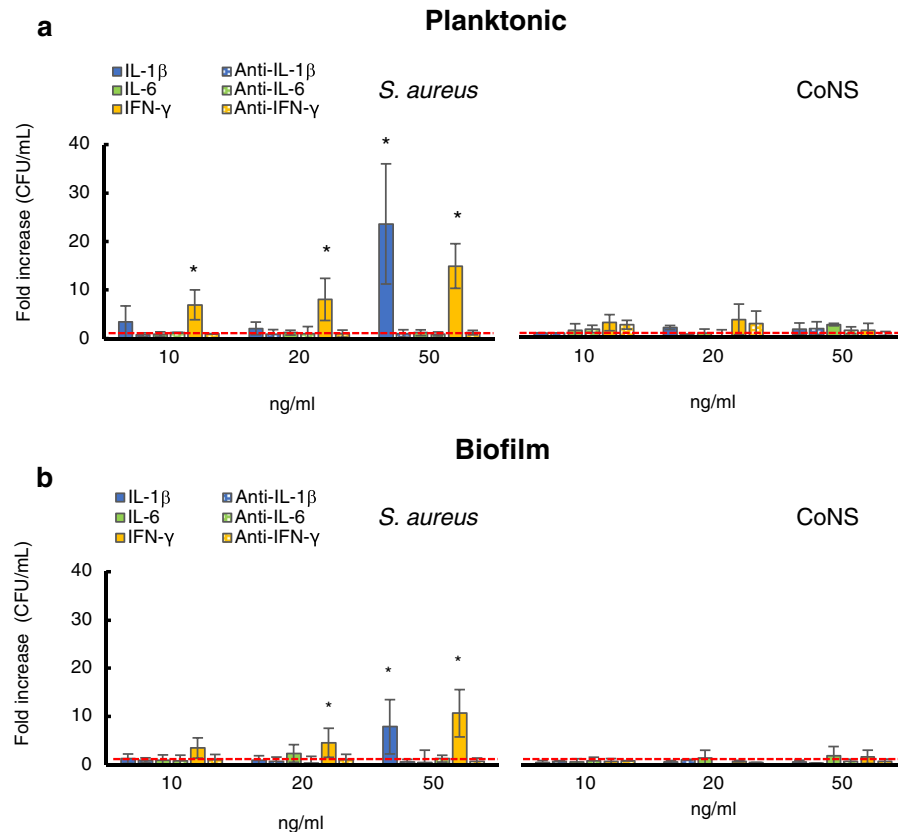 a
Planktonic
IL-1β Anti-IL-1β
IL-6 Anti-IL-6
IFN-γ Anti-IFN-γ
S. aureus
CoNS
Fold increase (CFU/mL)
40
30
20
10
0
*
*
*
*
10 20 50
10 20 50
ng/ml
ng/ml
b
Biofilm
IL-1β Anti-IL-1β
IL-6 Anti-IL-6
IFN-γ Anti-IFN-γ
S. aureus
CoNS
Fold increase (CFU/mL)
40
30
20
10
0
*
*
*
10 20 50
10 20 50
ng/ml
ng/ml